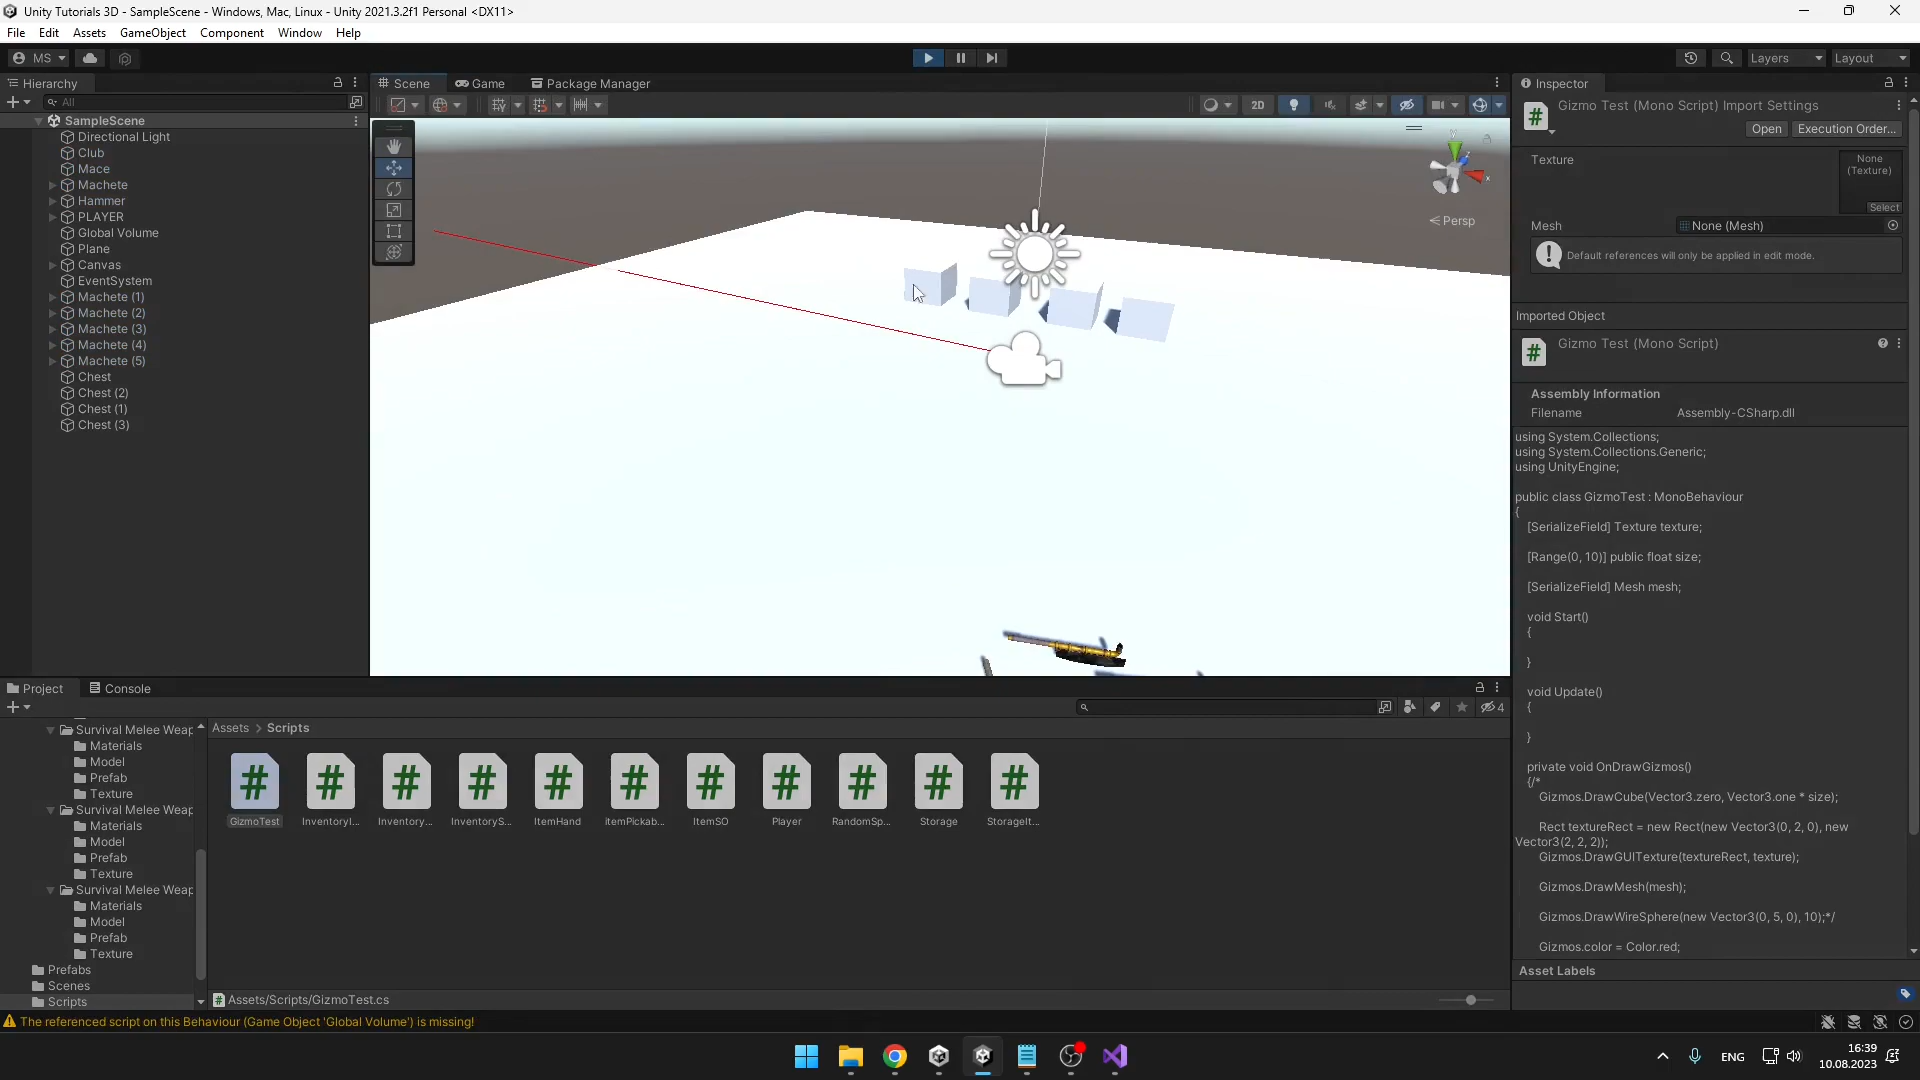 Unity Tutorials 3D - SampleScene - Windows, Mac, Linux - Unity 2021.3.2f1 Personal <DX11>
File Edit Assets GameObject Component Window Help
MS Layers Layout
Hierarchy
All
SampleScene
Directional Light
Club
Mace
Machete
Hammer
PLAYER
Global Volume
Plane
Canvas
EventSystem
Machete (1)
Machete (2)
Machete (3)
Machete (4)
Machete (5)
Chest
Chest (2)
Chest (1)
Chest (3)
Scene Game Package Manager
2D
y
x
< Persp
Inspector
Gizmo Test (Mono Script) Import Settings
Open Execution Order...
Texture
None
(Texture)
Select
Mesh None (Mesh)
Default references will only be applied in edit mode.
Imported Object
Gizmo Test (Mono Script)
Assembly Information
Filename Assembly-CSharp.dll
using System.Collections;
using System.Collections.Generic;
using UnityEngine;
public class GizmoTest : MonoBehaviour
{
[SerializeField] Texture texture;
[Range(0, 10)] public float size;
[SerializeField] Mesh mesh;
void Start()
{
}
void Update()
{
}
private void OnDrawGizmos()
{/*
Gizmos.DrawCube(Vector3.zero, Vector3.one * size);
Rect textureRect = new Rect(new Vector3(0, 2, 0), new
Vector3(2, 2, 2));
Gizmos.DrawGUITexture(textureRect, texture);
Gizmos.DrawMesh(mesh);
Gizmos.DrawWireSphere(new Vector3(0, 5, 0), 10);*/
Gizmos.color = Color.red;
Asset Labels
Project Console
4
Survival Melee Weap
Materials
Model
Prefab
Texture
Survival Melee Weap
Materials
Model
Prefab
Texture
Survival Melee Weap
Materials
Model
Prefab
Texture
Prefabs
Scenes
Scripts
Assets > Scripts
GizmoTest InventoryI... Inventory... InventoryS... ItemHand itemPickab... ItemSO Player RandomSp... Storage StorageIt...
Assets/Scripts/GizmoTest.cs
The referenced script on this Behaviour (Game Object 'Global Volume') is missing!
ENG
16:39
10.08.2023